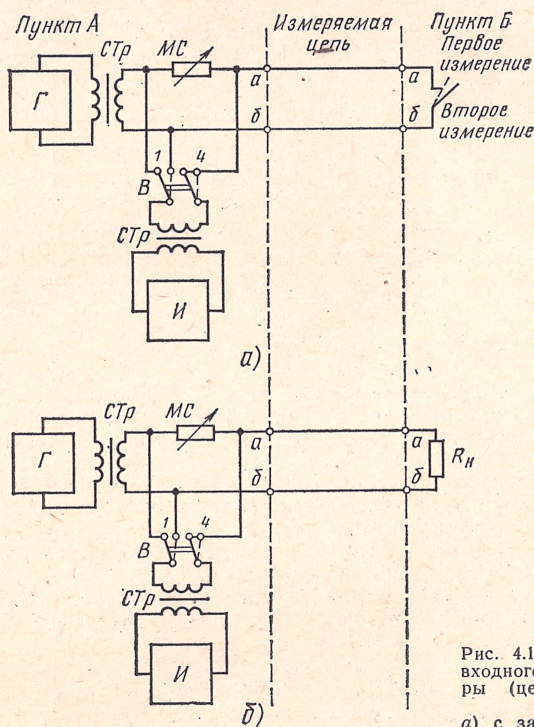 Пункт А
Измеряемая
цепь
Пункт Б
Первое
измерение
Второе
измерение
СТр
МС
Г
а
б
а
б
1
4
В
СТр
И
а)
СТр
МС
Г
а
б
а
б
Rн
1
4
В
СТр
И
б)
Рис. 4.1
входного
ры (це
а) с за